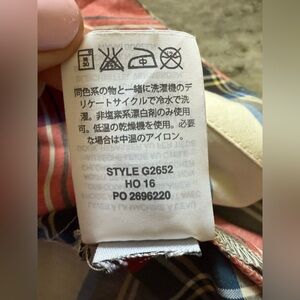 同色系の物と一緒に洗濯機のデ
リケートサイクルで冷水で洗
濯。非塩素系漂白剤のみ使用
可。低温の乾燥機を使用。必要
な場合は中温のアイロン。
STYLE G2652
HO 16
PO 2696220